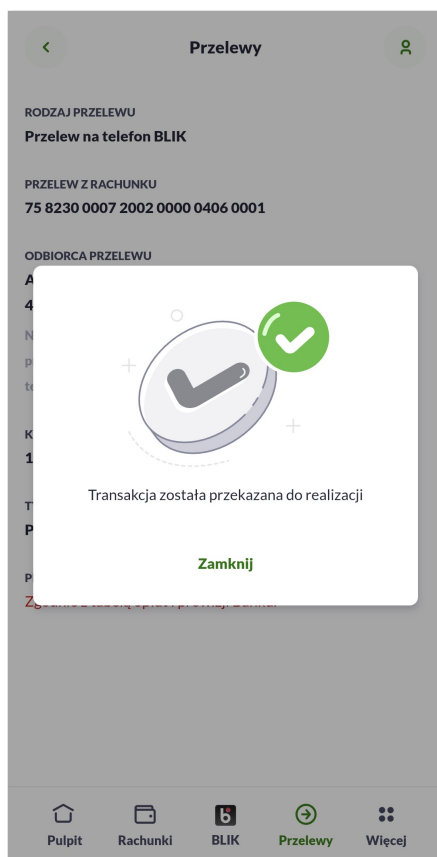 Przelewy
RODZAJ PRZELEWU
Przelew na telefon BLIK
PRZELEW Z RACHUNKU
75 8230 0007 2002 0000 0406 0001
ODBIORCA PRZELEWU
Transakcja została przekazana do realizacji
Zamknij
Pulpit Rachunki BLIK Przelewy Więcej